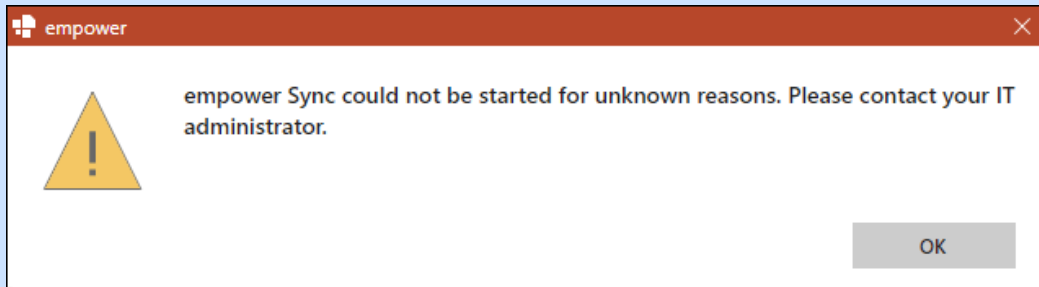 empower
empower Sync could not be started for unknown reasons. Please contact your IT
administrator.
OK